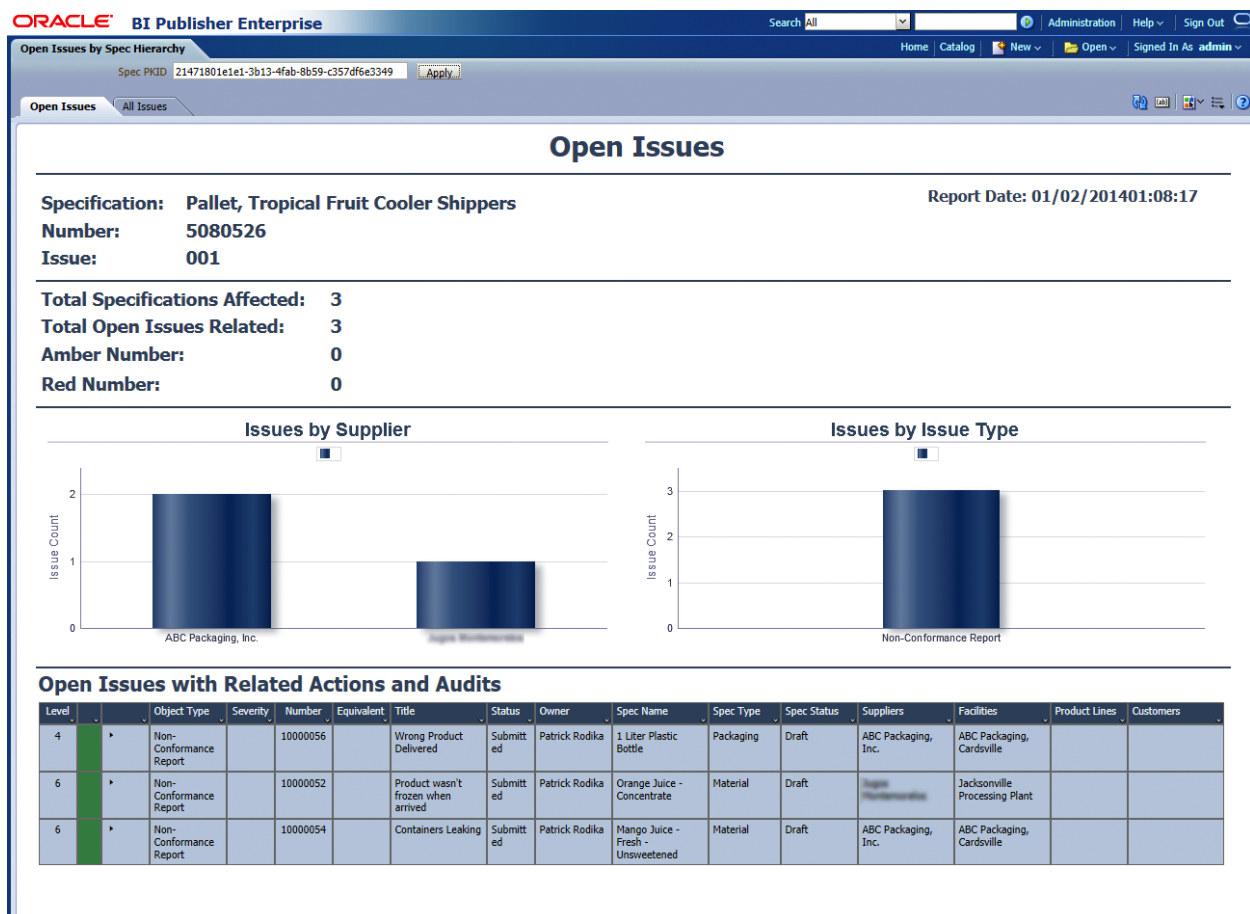 ORACLE BI Publisher Enterprise Search All Administration Help Sign Out
Open Issues by Spec Hierarchy Home Catalog New Open Signed In As admin
Spec PKID 21471801e1e1-3b13-4fab-8b59-c357df6e3349 Apply
Open Issues All Issues
Open Issues
Specification: Pallet, Tropical Fruit Cooler Shippers Report Date: 01/02/201401:08:17
Number: 5080526
Issue: 001
Total Specifications Affected: 3
Total Open Issues Related: 3
Amber Number: 0
Red Number: 0
Issues by Supplier
Issue Count
2
1
0
ABC Packaging, Inc.
Issues by Issue Type
Issue Count
3
2
1
0
Non-Conformance Report
Open Issues with Related Actions and Audits
Level Object Type Severity Number Equivalent Title Status Owner Spec Name Spec Type Spec Status Suppliers Facilities Product Lines Customers
4 Non- 10000056 Wrong Product Submitt Patrick Rodika 1 Liter Plastic Packaging Draft ABC Packaging, ABC Packaging,
Conformance Delivered ed Bottle Inc. Cardsville
Report
6 Non- 10000052 Product wasn't Submitt Patrick Rodika Orange Juice - Material Draft Jacksonville
Conformance frozen when ed Concentrate Processing Plant
Report arrived
6 Non- 10000054 Containers Leaking Submitt Patrick Rodika Mango Juice - Material Draft ABC Packaging, ABC Packaging,
Conformance ed Fresh - Inc. Cardsville
Report Unsweetened